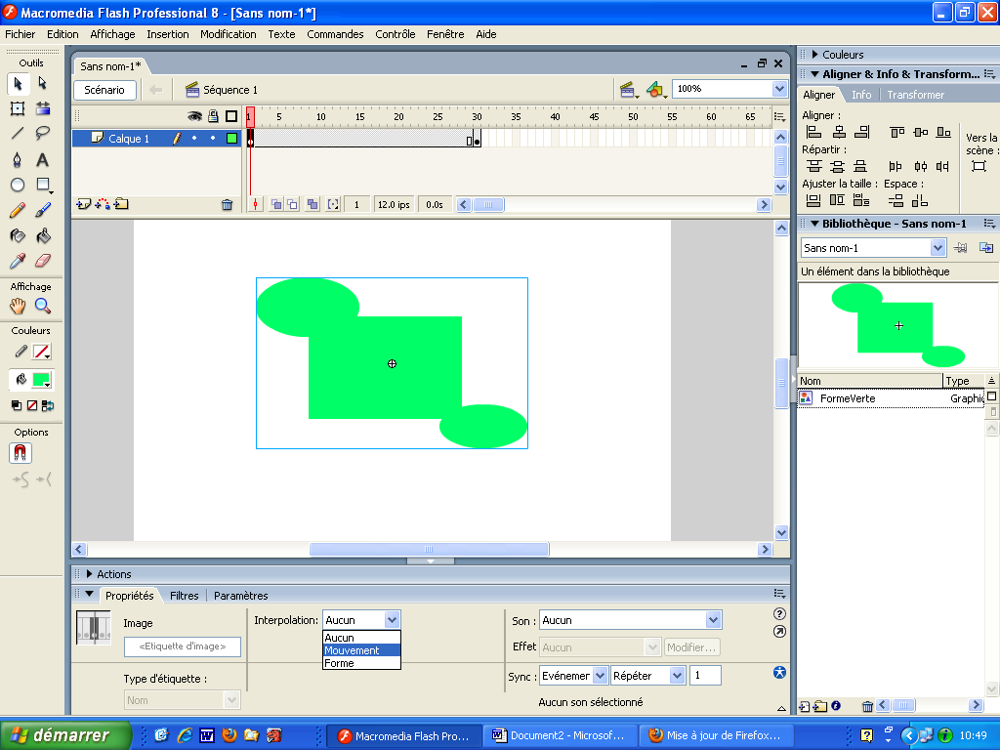 Macromedia Flash Professional 8 - [Sans nom-1*]
Fichier Edition Affichage Insertion Modification Texte Commandes Contrôle Fenêtre Aide
Outils
Affichage
Couleurs
Options
Sans nom-1*
Scénario Séquence 1 100%
1 5 10 15 20 25 30 35 40 45 50 55 60 65
Calque 1
1 12.0 ips 0.0s
Couleurs
Aligner & Info & Transform...
Aligner Info Transformer
Aligner :
Vers la
scène :
Répartir :
Ajuster la taille : Espace :
Bibliothèque - Sans nom-1
Sans nom-1
Un élément dans la bibliothèque
Nom Type
FormeVerte Graphic
Actions
Propriétés Filtres Paramètres
Image
<Etiquette d'image>
Type d'étiquette :
Nom
Interpolation: Aucun
Aucun
Mouvement
Forme
Son : Aucun
Effet Aucun Modifier...
Sync : Evénemer Répéter 1
Aucun son sélectionné
démarrer
Macromedia Flash Pro...
Document2 - Microsof...
Mise à jour de Firefox...
10:49